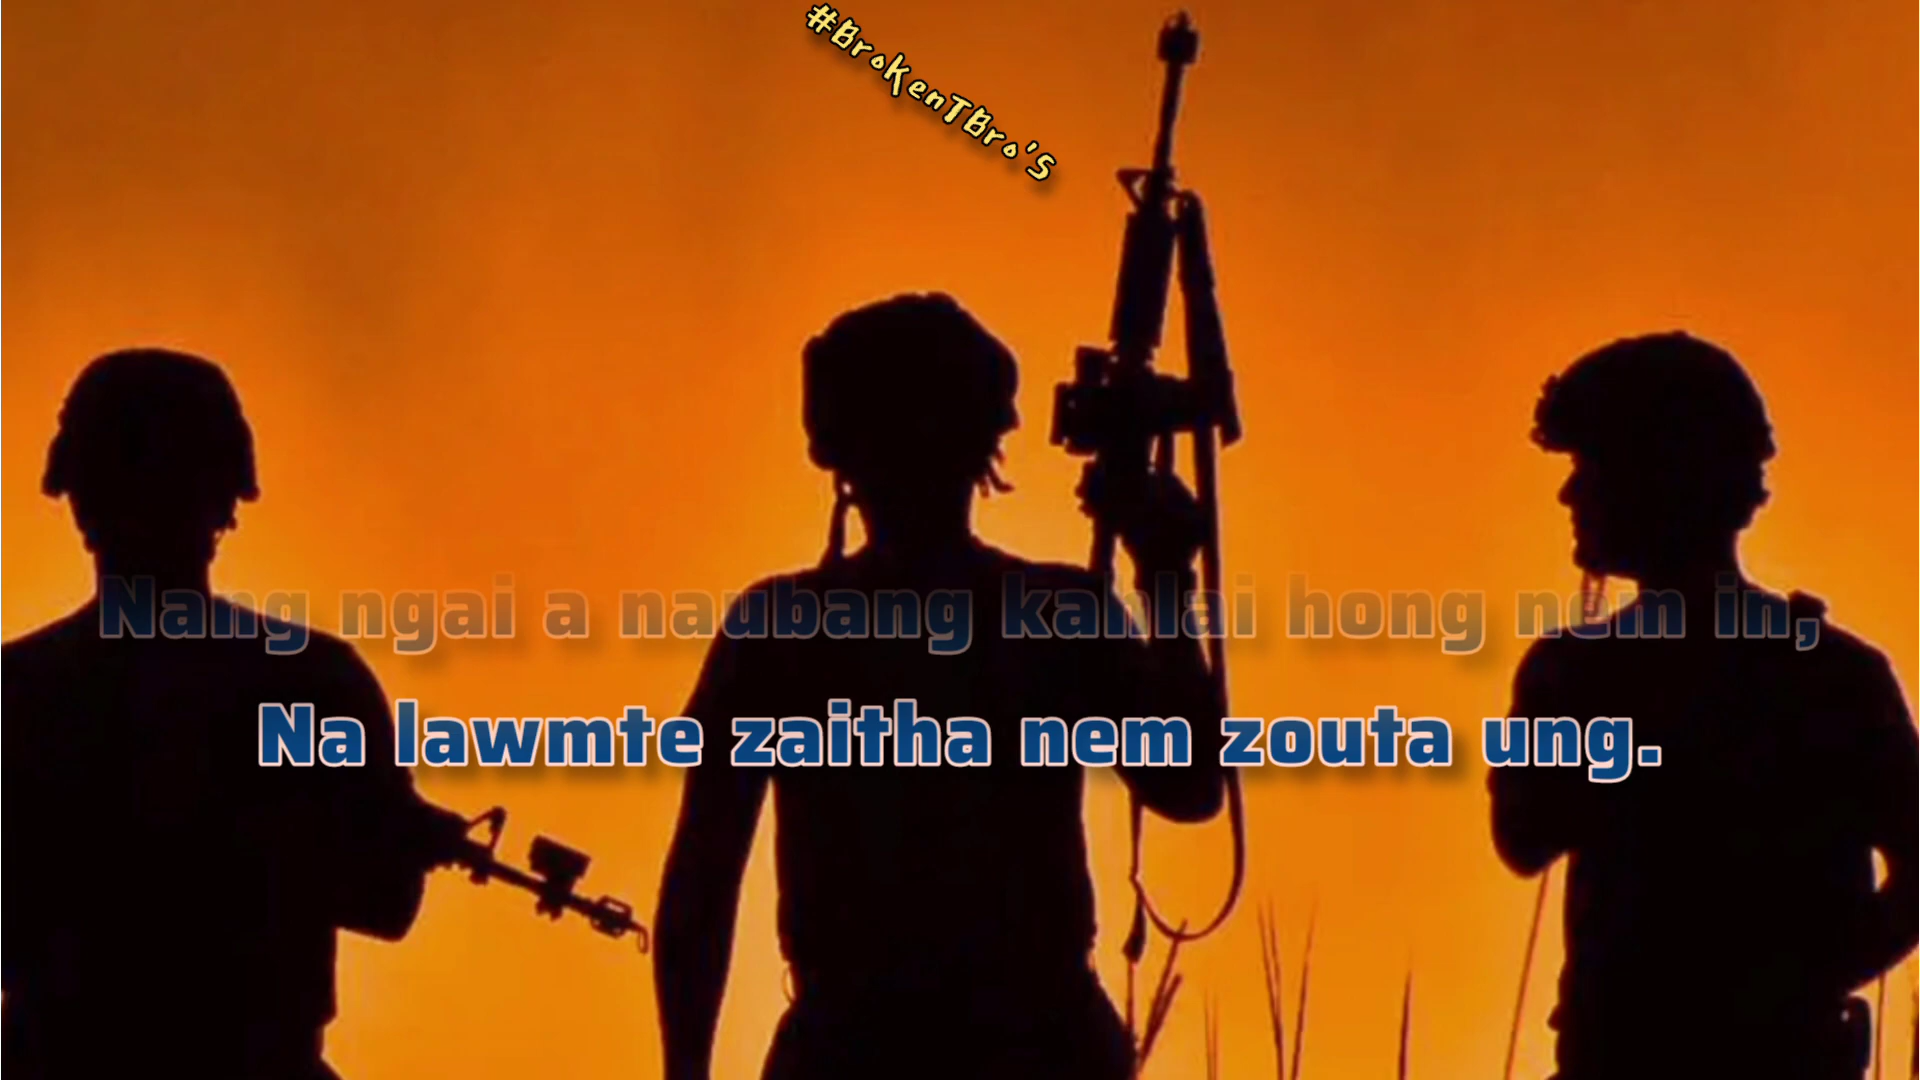 #BroKenTBro's
Nang ngai a naubang kahlai hong nem in,
Na lawmte zaitha nem zouta ung.